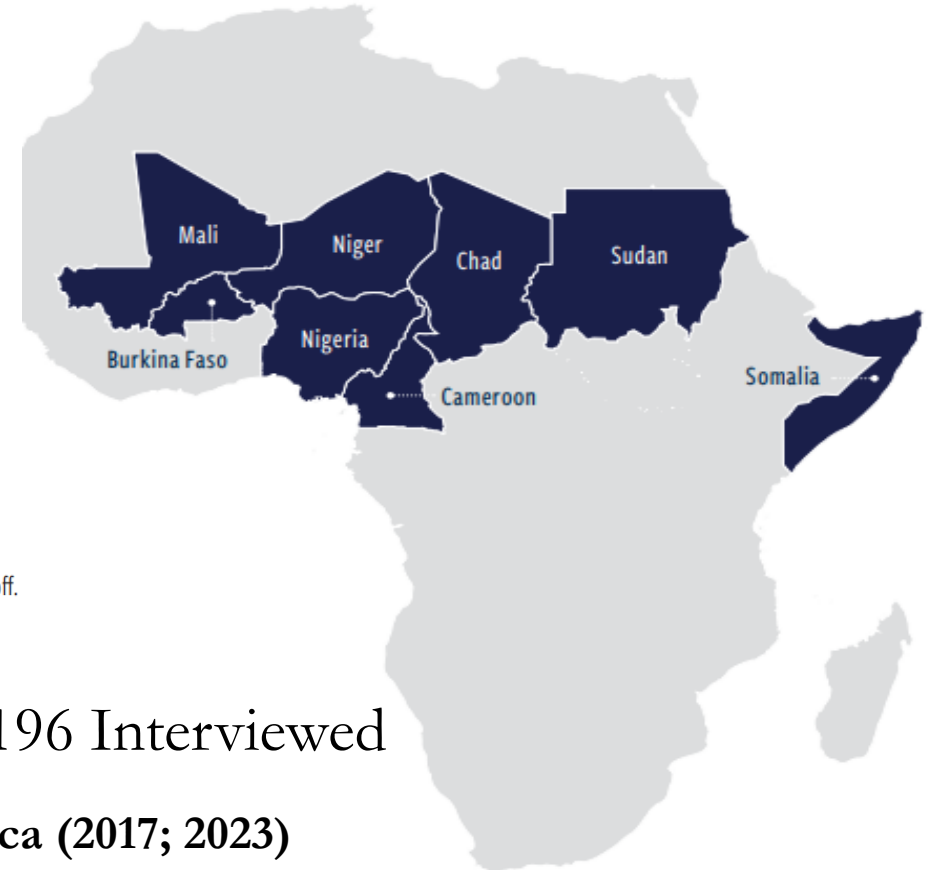 Mali
Niger
Chad
Sudan
Nigeria
Burkina Faso
Somalia
Cameroon
ff.
196 Interviewed
ca (2017; 2023)